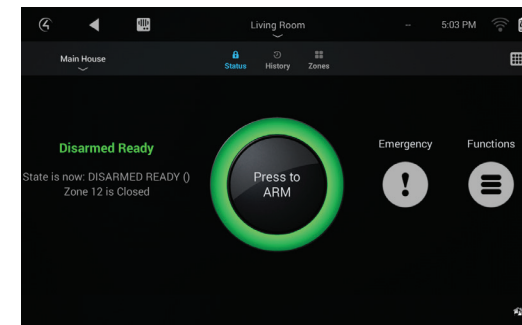 Living Room
--
5:03 PM
Main House
Status
History
Zones
Disarmed Ready
State is now: DISARMED READY ()
Zone 12 is Closed
Press to
ARM
Emergency
!
Functions